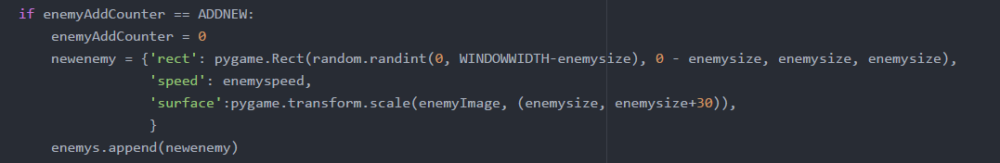 if enemyAddCounter == ADDNEW:
    enemyAddCounter = 0
    newenemy = {'rect': pygame.Rect(random.randint(0, WINDOWWIDTH-enemysize), 0 - enemysize, enemysize, enemysize),
                'speed': enemyspeed,
                'surface':pygame.transform.scale(enemyImage, (enemysize, enemysize+30)),
                }
    enemys.append(newenemy)